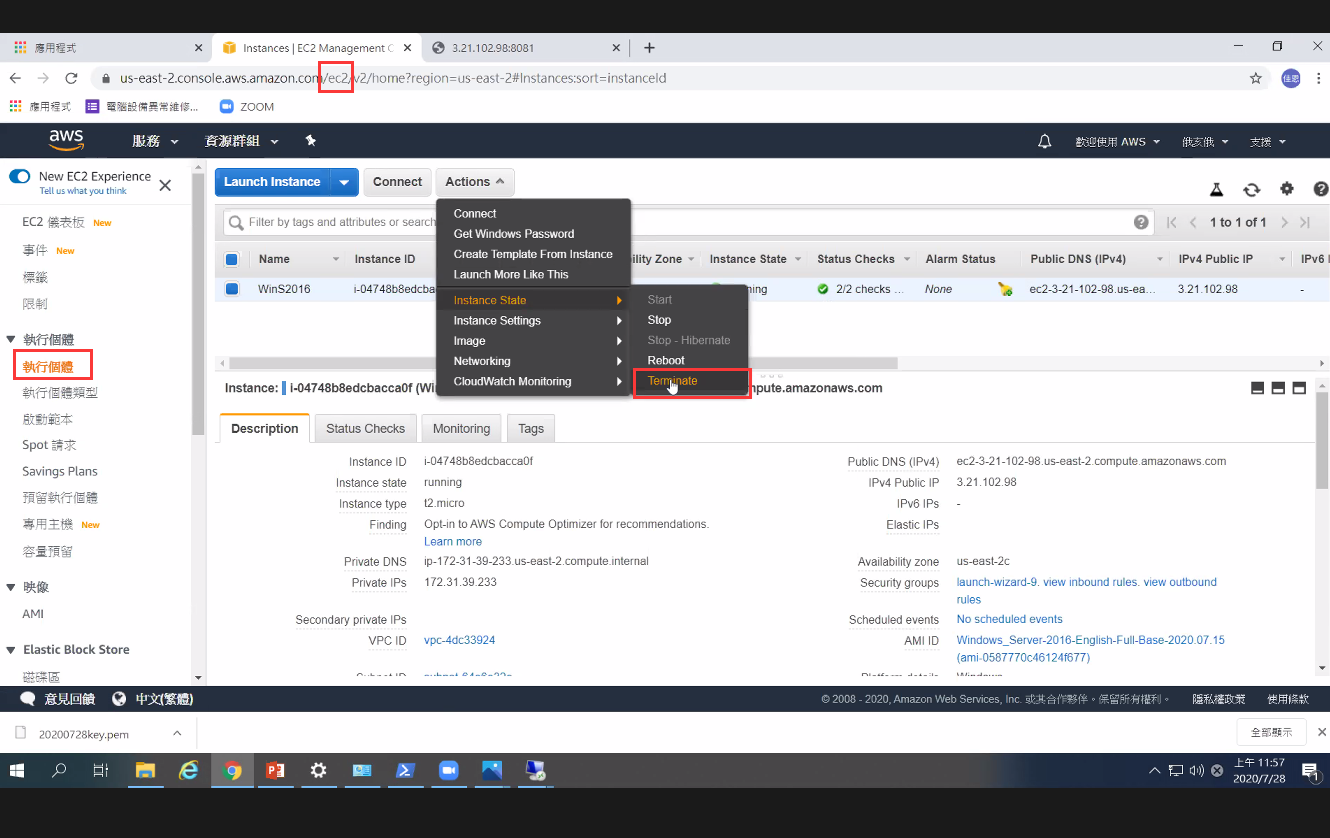 應用程式
Instances | EC2 Management C
3.21.102.98:8081
us-east-2.console.aws.amazon.com/ec2/v2/home?region=us-east-2#Instances:sort=instanceId
佳恩
應用程式
電腦設備異常維修...
ZOOM
aws
服務
資源群組
歡迎使用 AWS
俄亥俄
支援
New EC2 Experience
Tell us what you think
EC2 儀表板 New
事件 New
標籤
限制
執行個體
執行個體
執行個體類型
啟動範本
Spot 請求
Savings Plans
預留執行個體
專用主機 New
容量預留
映像
AMI
Elastic Block Store
磁碟區
Launch Instance
Connect
Actions
Filter by tags and attributes or search
1 to 1 of 1
Name
Instance ID
ility Zone
Instance State
Status Checks
Alarm Status
Public DNS (IPv4)
IPv4 Public IP
IPv6 I
WinS2016
i-04748b8edcba
ning
2/2 checks ...
None
ec2-3-21-102-98.us-ea...
3.21.102.98
-
Connect
Get Windows Password
Create Template From Instance
Launch More Like This
Instance State
Instance Settings
Image
Networking
CloudWatch Monitoring
Start
Stop
Stop - Hibernate
Reboot
Terminate
Instance: i-04748b8edcbacca0f (Wi
mpute.amazonaws.com
Description
Status Checks
Monitoring
Tags
Instance ID i-04748b8edcbacca0f
Instance state running
Instance type t2.micro
Finding Opt-in to AWS Compute Optimizer for recommendations.
Learn more
Private DNS ip-172-31-39-233.us-east-2.compute.internal
Private IPs 172.31.39.233
Secondary private IPs
VPC ID vpc-4dc33924
Public DNS (IPv4) ec2-3-21-102-98.us-east-2.compute.amazonaws.com
IPv4 Public IP 3.21.102.98
IPv6 IPs -
Elastic IPs
Availability zone us-east-2c
Security groups launch-wizard-9. view inbound rules. view outbound
rules
Scheduled events No scheduled events
AMI ID Windows_Server-2016-English-Full-Base-2020.07.15
(ami-0587770c46124f677)
Platform details Windows
意見回饋
中文(繁體)
© 2008 - 2020, Amazon Web Services, Inc. 或其合作夥伴。保留所有權利。
隱私權政策
使用條款
20200728key.pem
全部顯示
上午 11:57
2020/7/28
1